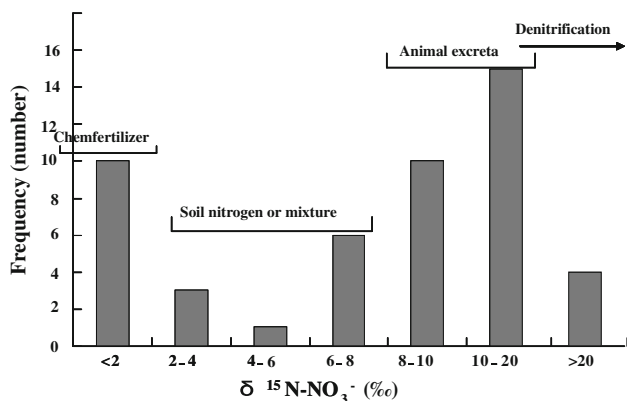 Denitrification
Animal excreta
Chemfertilizer
Soil nitrogen or mixture
Frequency (number)
18
16
14
12
10
8
6
4
2
0
<2 2-4 4-6 6-8 8-10 10-20 >20
δ ¹⁵N-NO₃⁻ (‰)